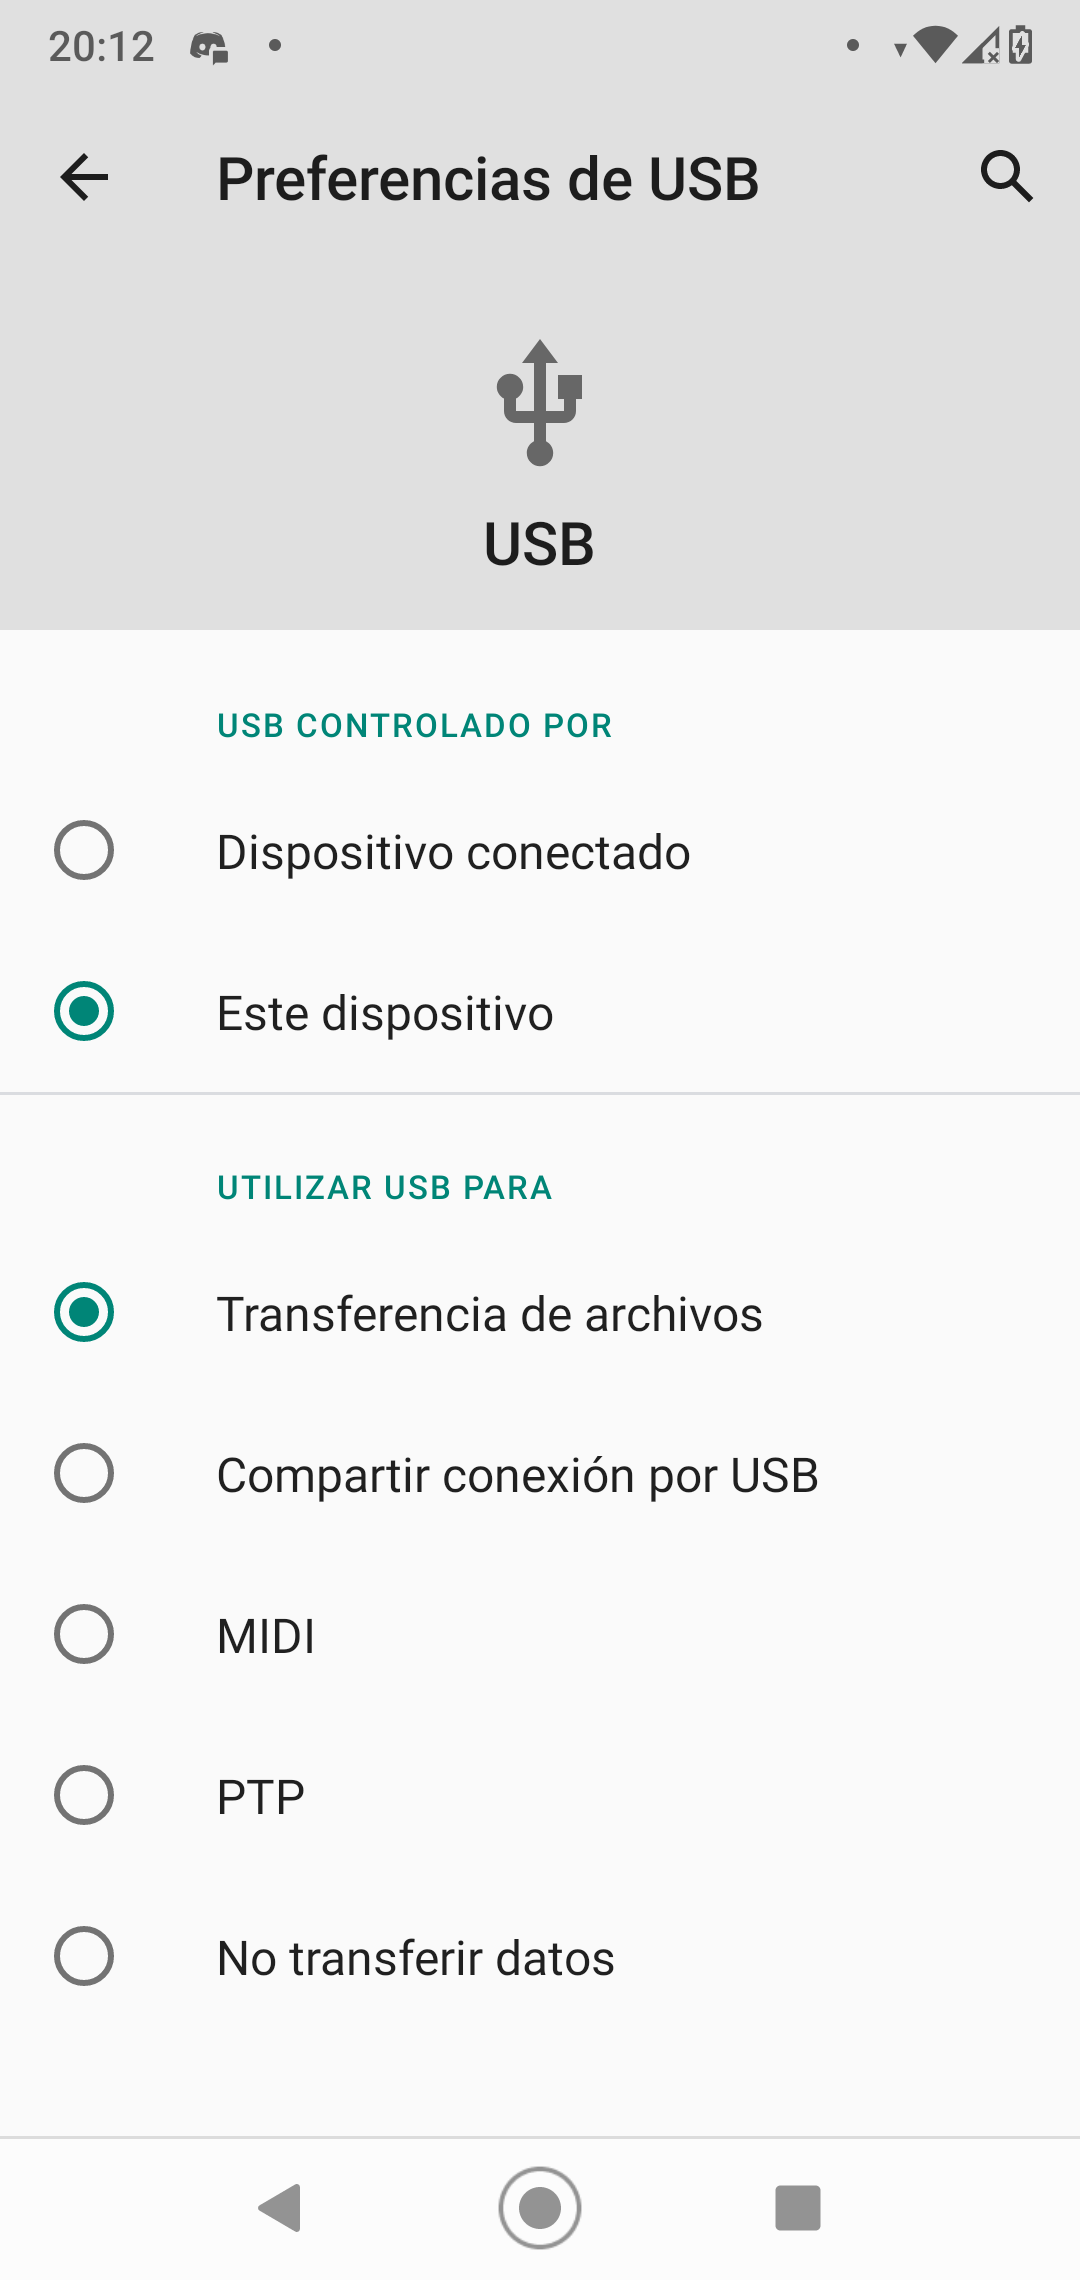 20:12
Preferencias de USB
USB
USB CONTROLADO POR
Dispositivo conectado
Este dispositivo
UTILIZAR USB PARA
Transferencia de archivos
Compartir conexión por USB
MIDI
PTP
No transferir datos